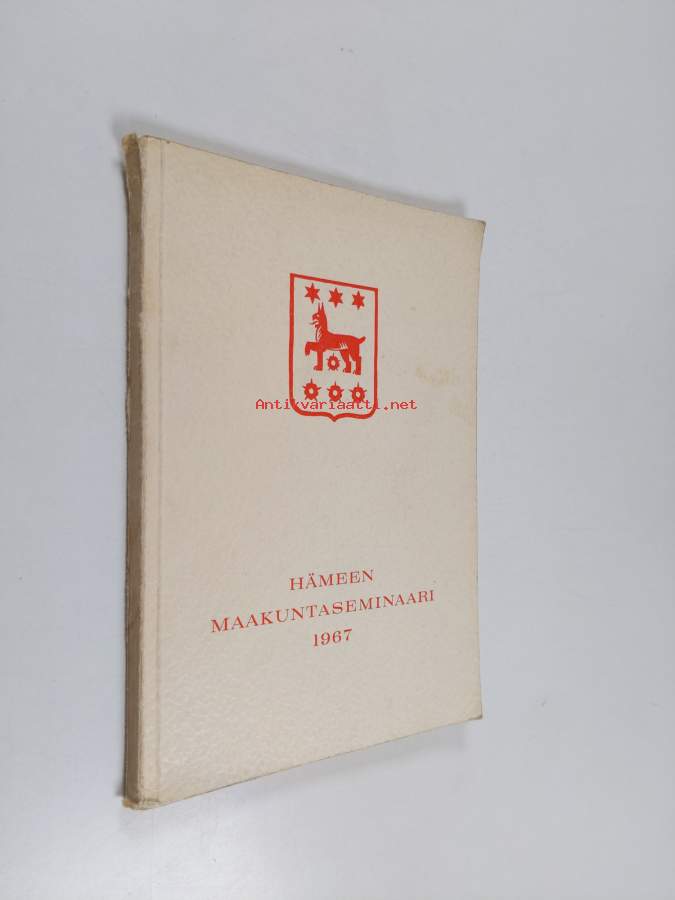 Antikvariaatti.net
HÄMEEN
MAAKUNTASEMINAARI
1967